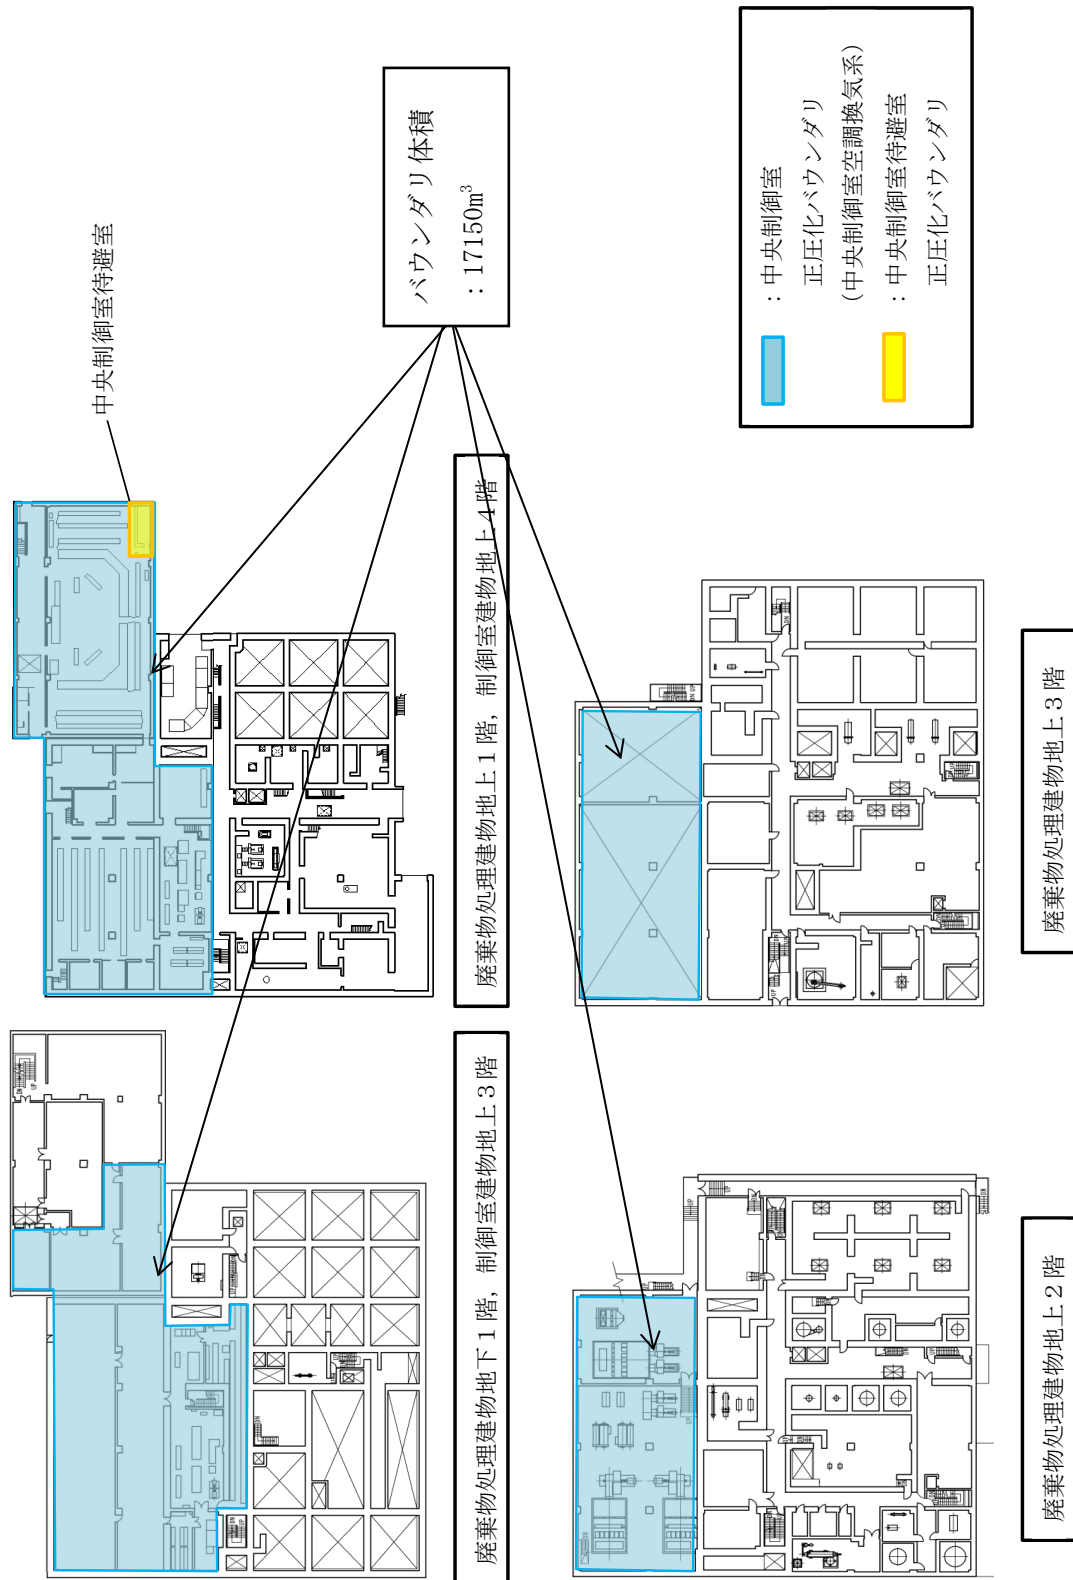 中央制御室待避室
バウンダリ体積
：17150m³
：中央制御室
正圧化バウンダリ
(中央制御室空調換気系)
：中央制御室待避室
正圧化バウンダリ
廃棄物処理建物地下1階，制御室建物地上3階
廃棄物処理建物地上1階，制御室建物地上4階
廃棄物処理建物地上2階
廃棄物処理建物地上3階